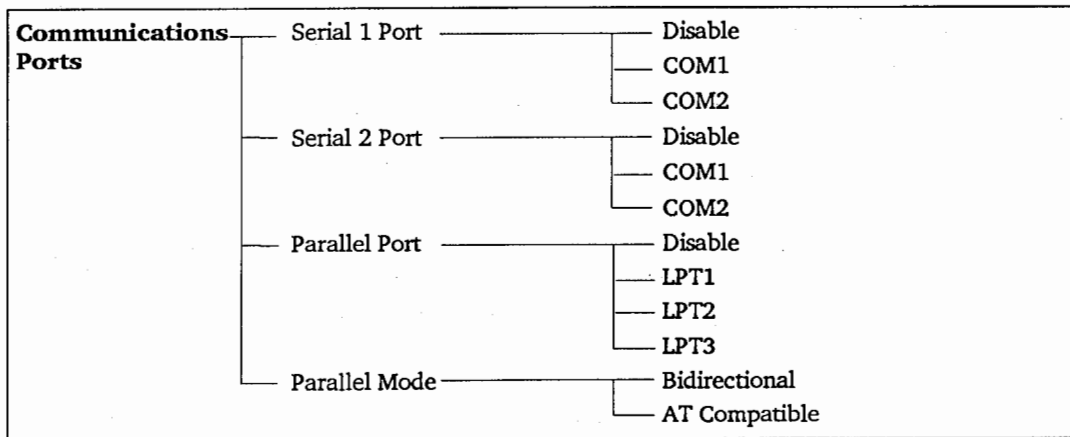 Communications Ports
Serial 1 Port
Disable
COM1
COM2
Serial 2 Port
Disable
COM1
COM2
Parallel Port
Disable
LPT1
LPT2
LPT3
Parallel Mode
Bidirectional
AT Compatible